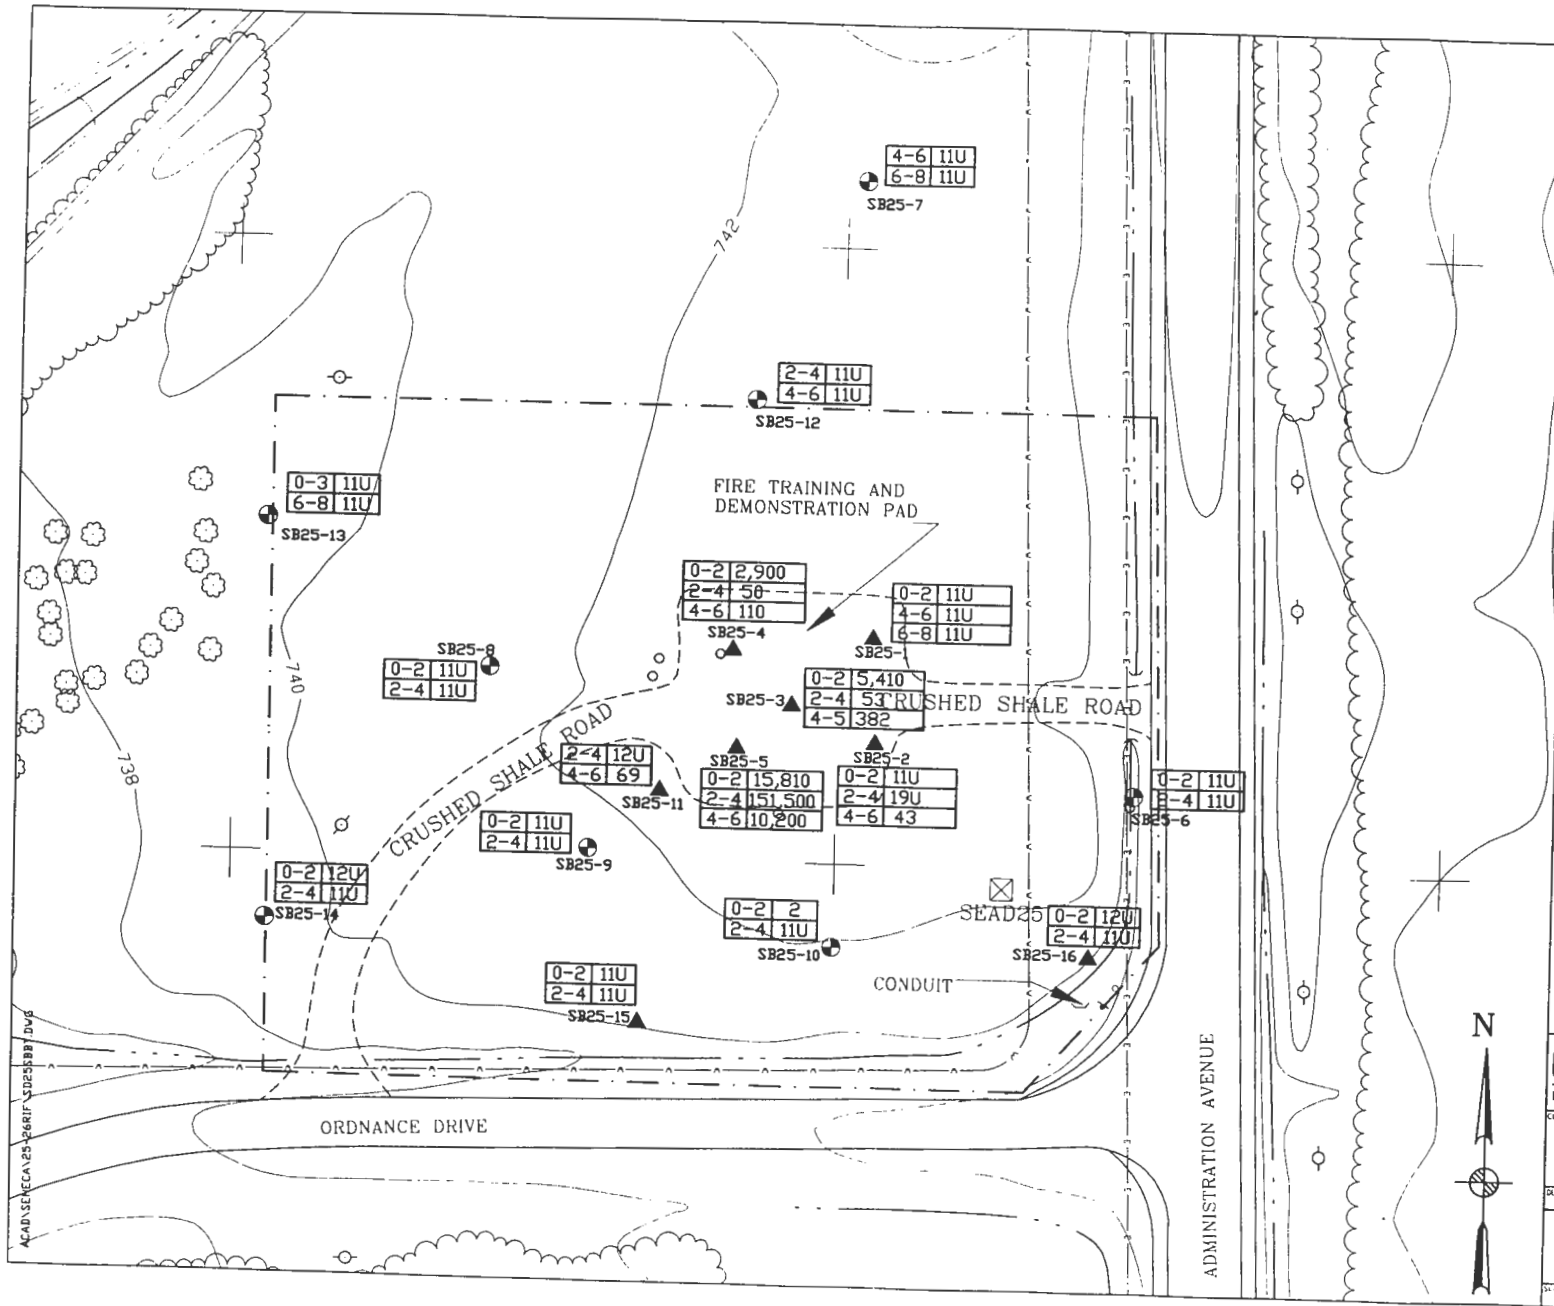 742
4-6 11U
6-8 11U
SB25-7
2-4 11U
4-6 11U
SB25-12
0-3 11U
6-8 11U
SB25-13
FIRE TRAINING AND
DEMONSTRATION PAD
0-2 2,900
2-4 58
4-6 110
SB25-4
0-2 11U
4-6 11U
6-8 11U
SB25-1
SB25-8
0-2 11U
2-4 11U
740
0-2 5,410
2-4 53
4-5 382
SB25-3
CRUSHED SHALE ROAD
SB25-2
0-2 11U
2-4 19U
4-6 43
SB25-5
0-2 15,810
2-4 151,500
4-6 10,200
2-4 12U
4-6 69
SB25-11
CRUSHED SHALE ROAD
738
0-2 11U
2-4 11U
SB25-6
0-2 11U
2-4 11U
SB25-9
0-2 12U
2-4 11U
SB25-14
0-2 2
2-4 11U
SB25-10
SEAD25
0-2 12U
2-4 11U
SB25-16
CONDUIT
0-2 11U
2-4 11U
SB25-15
ORDNANCE DRIVE
ADMINISTRATION AVENUE
N